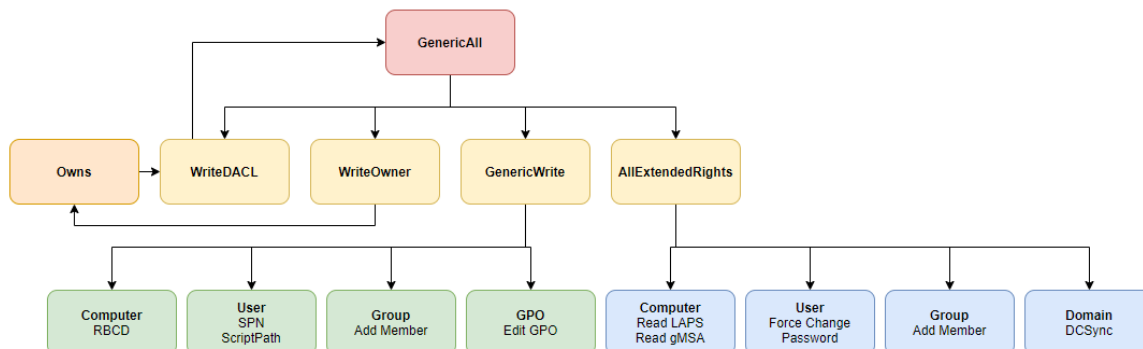 GenericAll
Owns
WriteDACL
WriteOwner
GenericWrite
AllExtendedRights
Computer
RBCD
User
SPN
ScriptPath
Group
Add Member
GPO
Edit GPO
Computer
Read LAPS
Read gMSA
User
Force Change
Password
Group
Add Member
Domain
DCSync